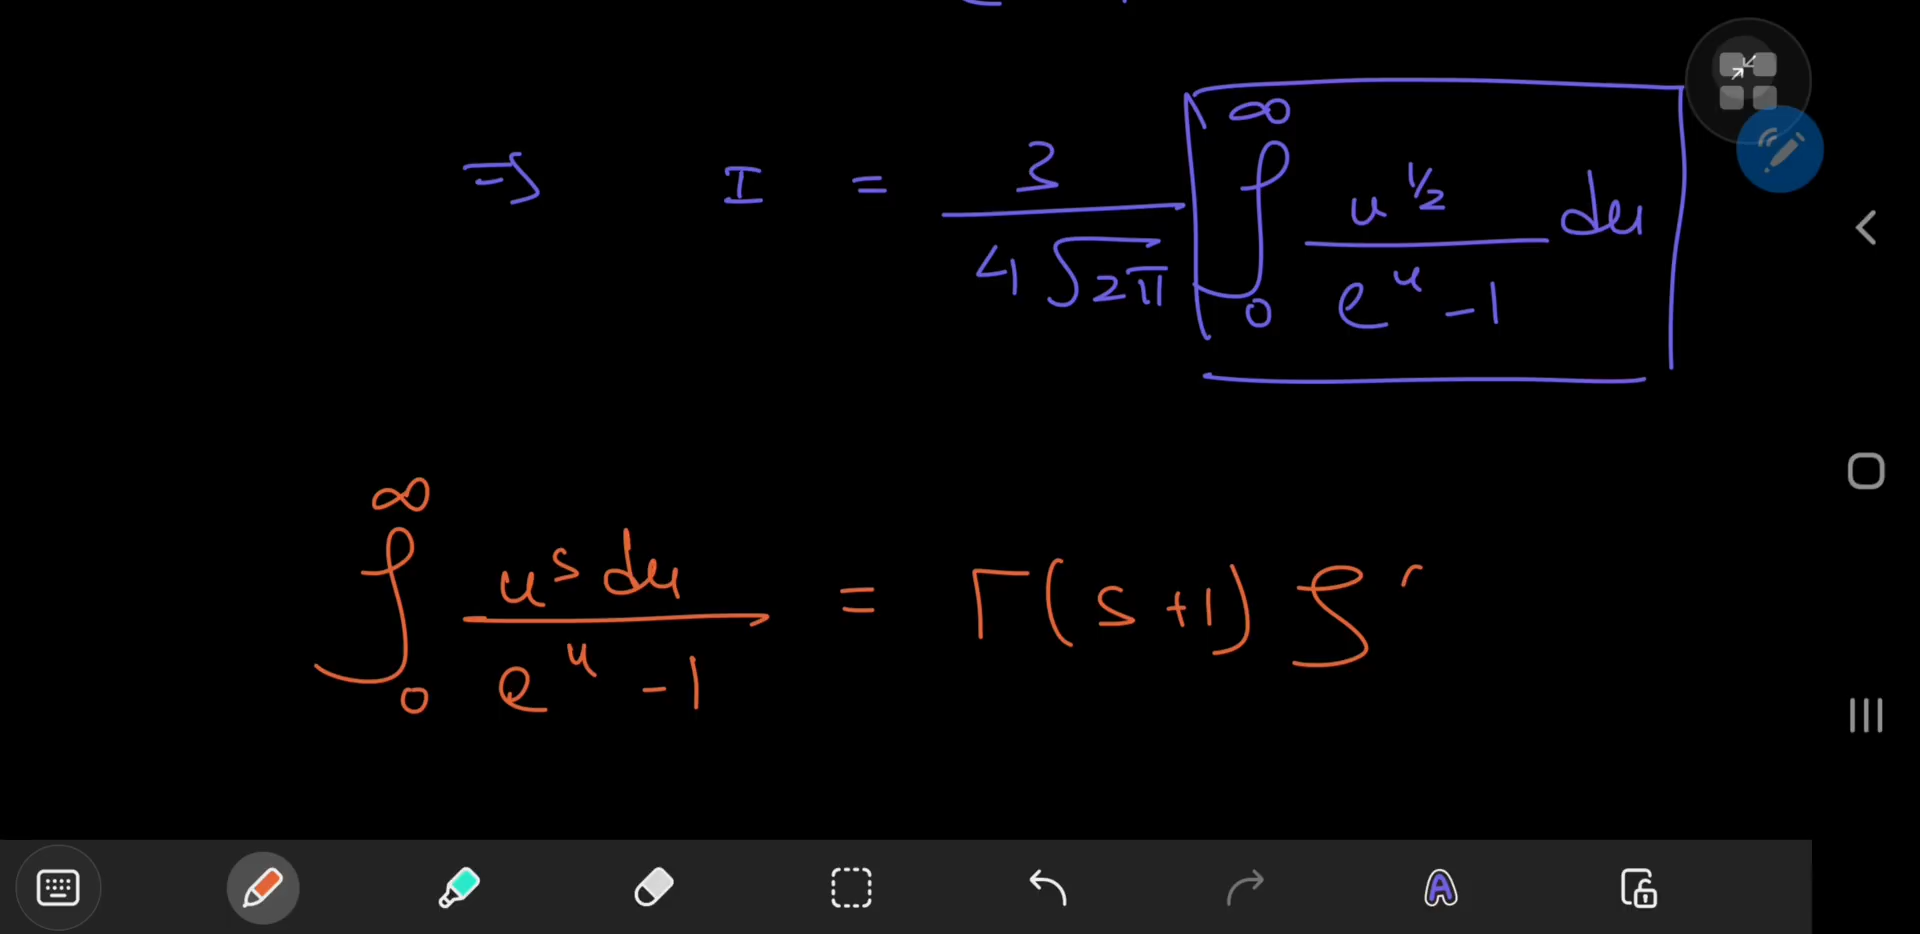 ⇒ I = 3/(4√(2π)) ∫₀^∞ u^(1/2)/(e^u - 1) du
∫₀^∞ u^s du/(e^u - 1) = Γ(s+1) ζ
A